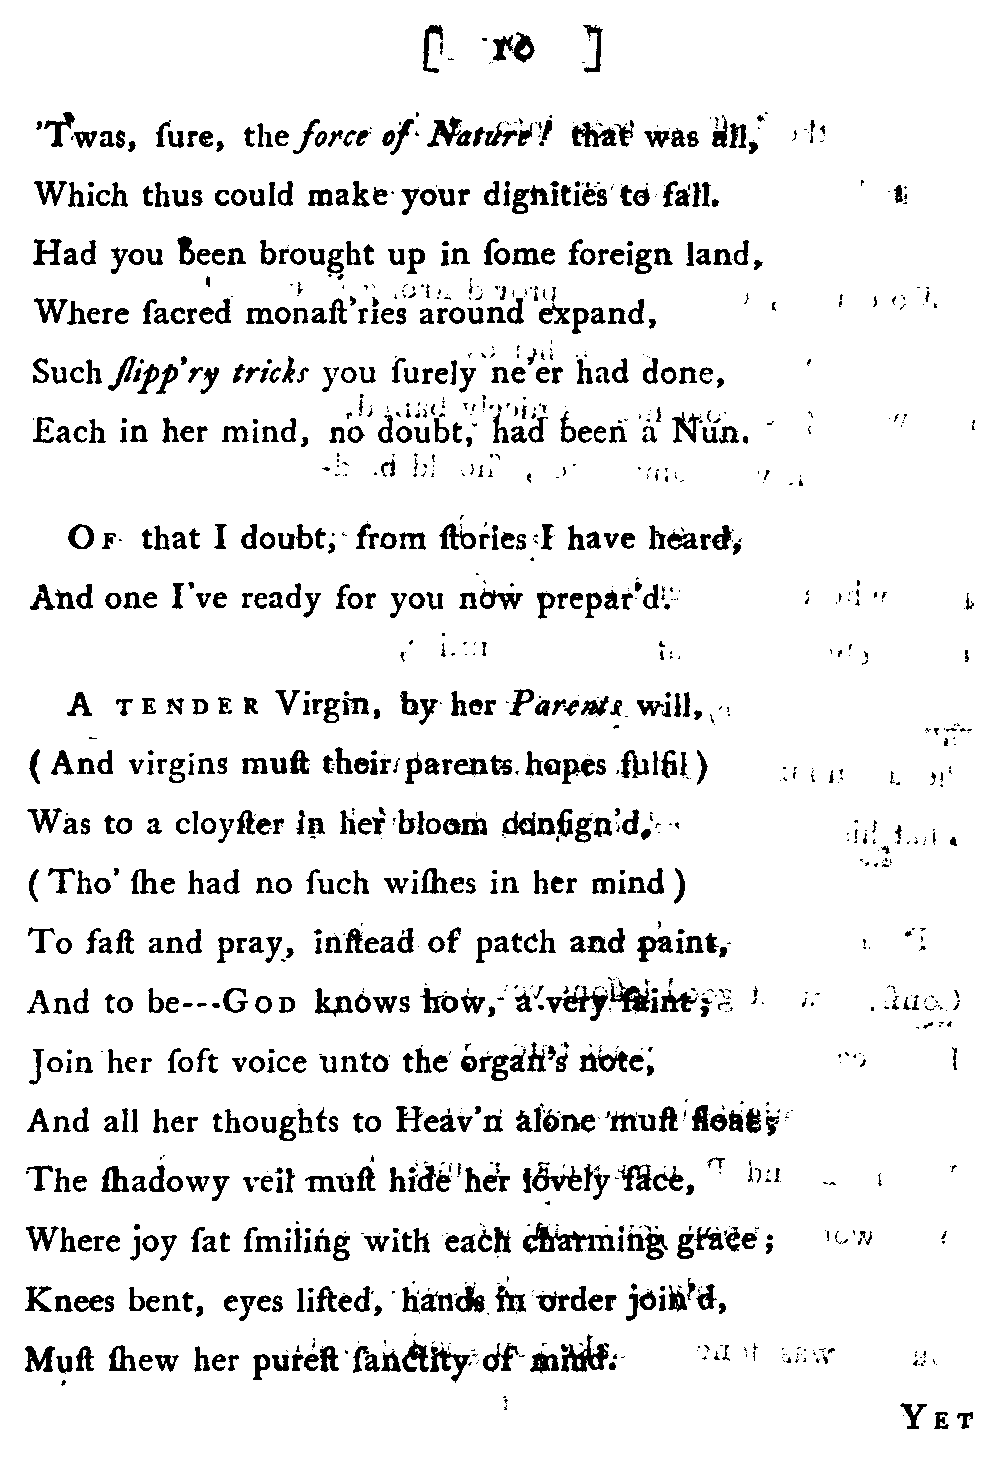 [ 10 ]
'Twas, ſure, the force of Nature! that was all,
Which thus could make your dignities to fall.
Had you been brought up in ſome foreign land,
Where ſacred monaſt'ries around expand,
Such ſlipp'ry tricks you ſurely ne'er had done,
Each in her mind, no doubt, had been a Nun.
OF that I doubt, from ſtories I have heard,
And one I've ready for you now prepar'd.
A TENDER Virgin, by her Parents will,
(And virgins muſt their parents hopes fulfil)
Was to a cloyſter in her bloom conſign'd,
(Tho' ſhe had no ſuch wiſhes in her mind)
To faſt and pray, inſtead of patch and paint,
And to be---GOD knows how, a very ſaint;
Join her ſoft voice unto the organ's note,
And all her thoughts to Heav'n alone muſt float;
The ſhadowy veil muſt hide her lovely face,
Where joy ſat ſmiling with each charming grace;
Knees bent, eyes lifted, hands in order join'd,
Muſt ſhew her pureſt ſanctity of mind.
YET